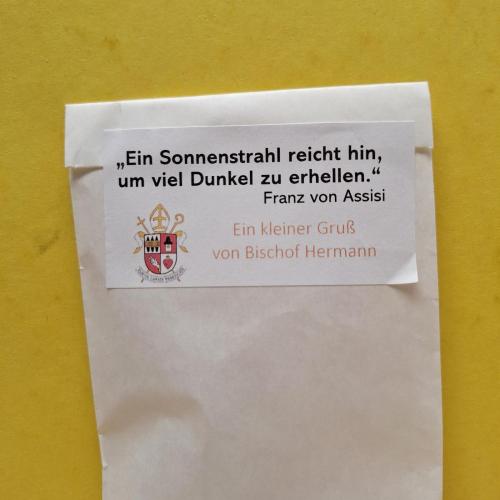 „Ein Sonnenstrahl reicht hin,
um viel Dunkel zu erhellen.“
Franz von Assisi
Ein kleiner Gruß
von Bischof Hermann